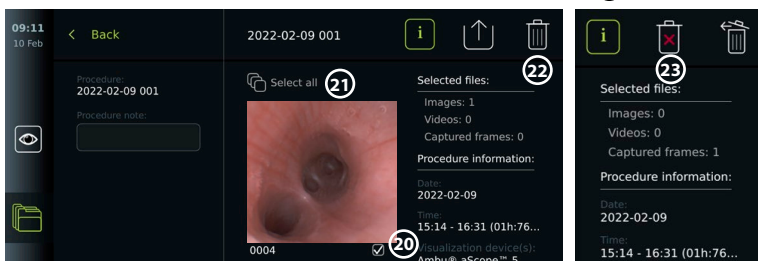 09:11
10 Feb
Back
2022-02-09 001
i
22
Procedure:
2022-02-09 001
Procedure note:
Select all
21
0004
20
Selected files:
Images: 1
Videos: 0
Captured frames: 0
Procedure information:
Date:
2022-02-09
Time:
15:14 - 16:31 (01h:76...
Visualization device(s):
Ambu® aScope™ 5
i
23
Selected files:
Images: 0
Videos: 0
Captured frames: 1
Procedure information:
Date:
2022-02-09
Time:
15:14 - 16:31 (01h:76...